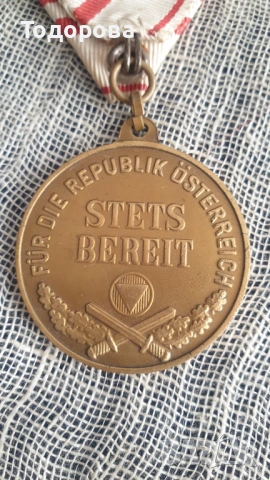 Тодорова
FÜR DIE REPUBLIK ÖSTERREICH
STETS
BEREIT